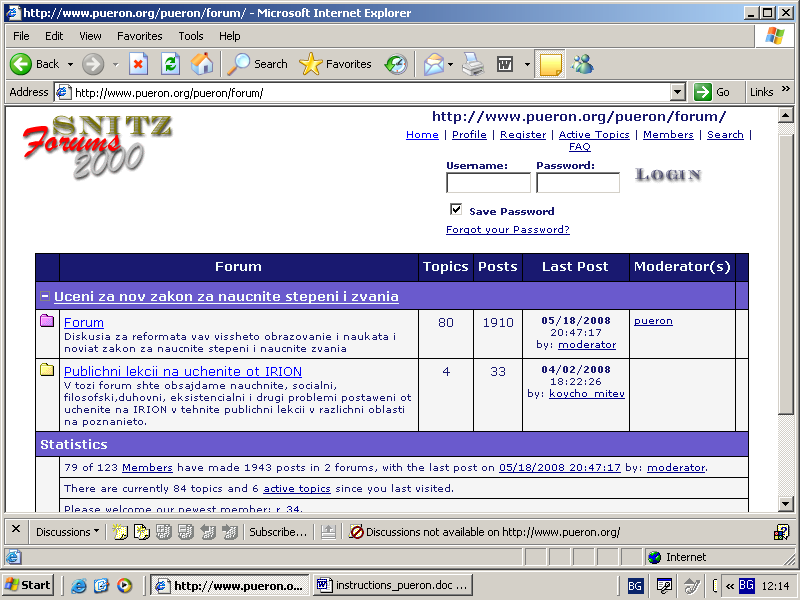 http://www.pueron.org/pueron/forum/ - Microsoft Internet Explorer
File Edit View Favorites Tools Help
Back Search Favorites
Address http://www.pueron.org/pueron/forum/ Go Links »
SNITZ
Forums
2000
http://www.pueron.org/pueron/forum/
Home | Profile | Register | Active Topics | Members | Search |
FAQ
Username: Password:
LOGIN
Save Password
Forgot your Password?
Forum Topics Posts Last Post Moderator(s)
Uceni za nov zakon za naucnite stepeni i zvania
Forum 80 1910 05/18/2008 pueron
Diskusia za reformata vav vissheto obrazovanie i naukata i 20:47:17
noviat zakon za naucnite stepeni i naucnite zvania by: moderator
Publichni lekcii na uchenite ot IRION 4 33 04/02/2008
V tozi forum shte obsajdame nauchnite, socialni, 18:22:26
filosofski,duhovni, eksistencialni i drugi problemi postaveni ot by: kovcho_mitev
uchenite na IRION v tehnite publichni lekcii v razlichni oblasti
na poznanieto.
Statistics
79 of 123 Members have made 1943 posts in 2 forums, with the last post on 05/18/2008 20:47:17 by: moderator.
There are currently 84 topics and 6 active topics since you last visited.
Please welcome our newest member: r_34.
Discussions Subscribe... Discussions not available on http://www.pueron.org/
Internet
Start http://www.pueron.o... instructions_pueron.doc ... BG « BG 12:14